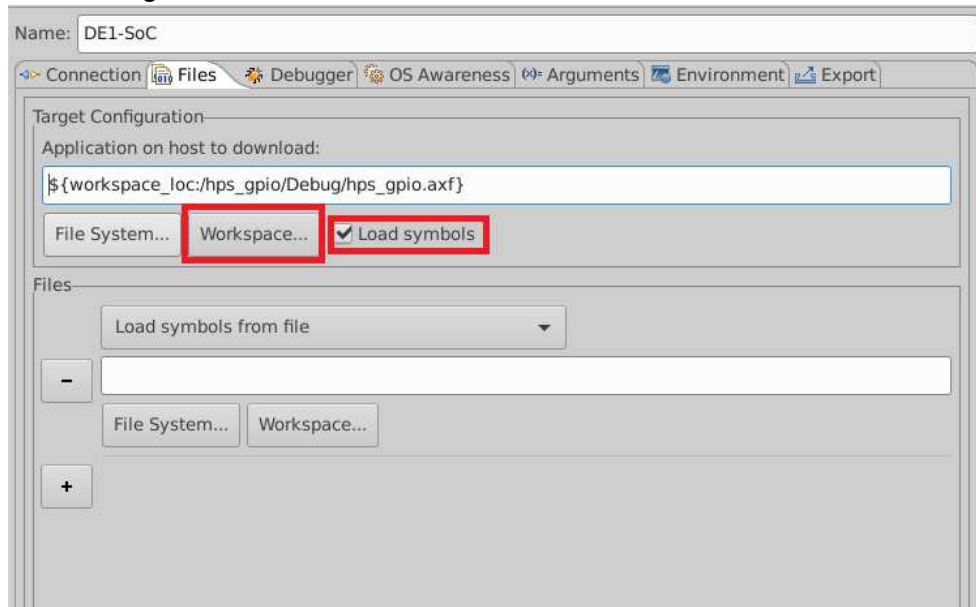 Name: DE1-SoC
Connection Files Debugger OS Awareness Arguments Environment Export
Target Configuration
Application on host to download:
${workspace_loc:/hps_gpio/Debug/hps_gpio.axf}
File System... Workspace... Load symbols
Files
Load symbols from file
-
File System... Workspace...
+